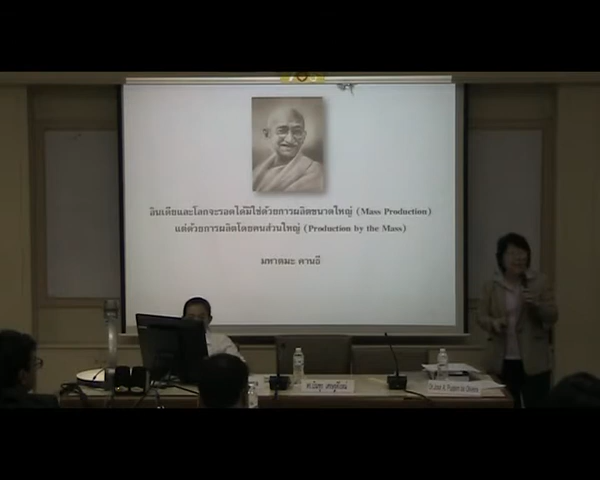 อินเดียและโลกจะรอดได้มิใช่ด้วยการผลิตขนาดใหญ่ (Mass Production)
แต่ด้วยการผลิตโดยคนส่วนใหญ่ (Production by the Mass)
มหาตมะ คานธี